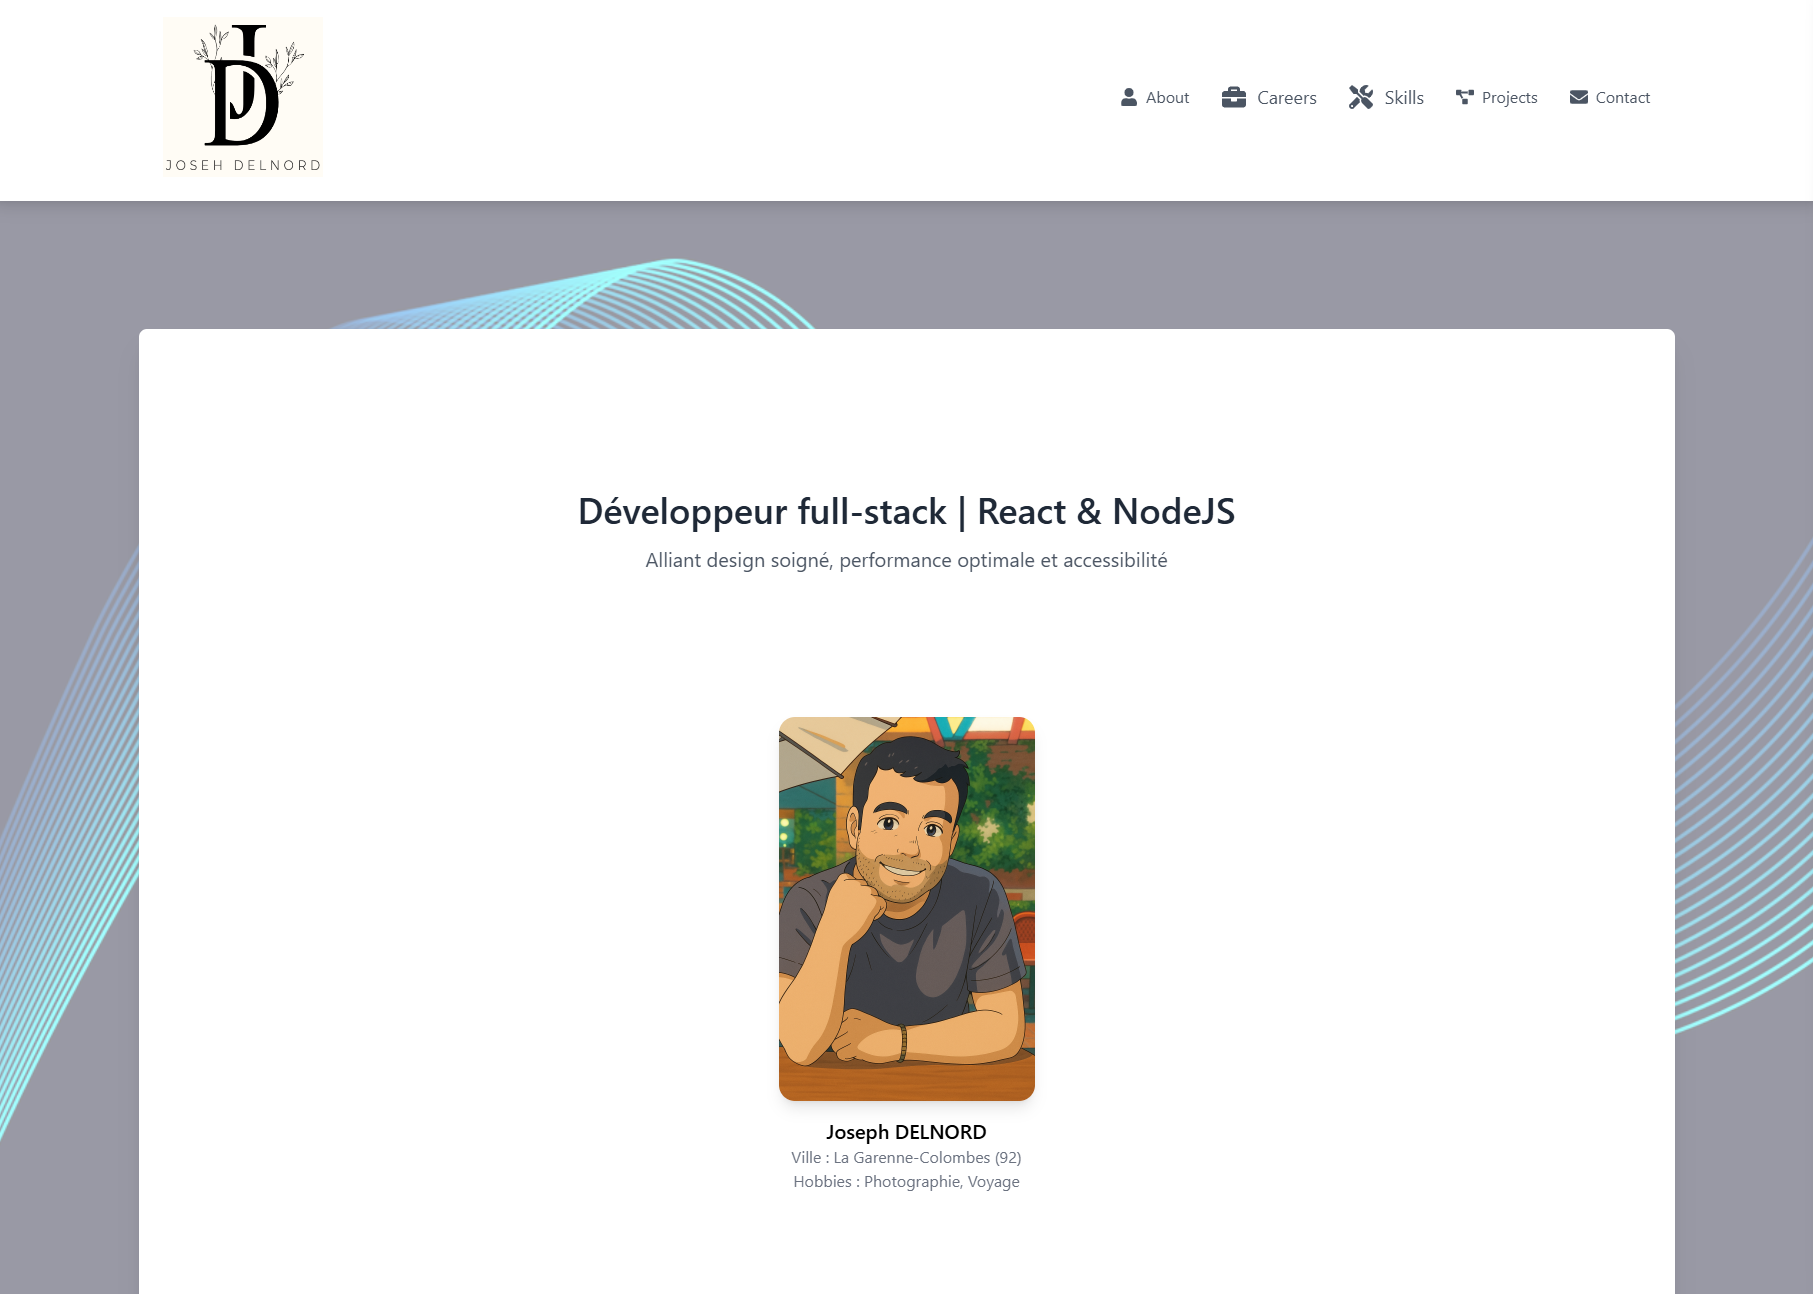 JOSEH DELNORD
About Careers Skills Projects Contact
Développeur full-stack | React & NodeJS
Alliant design soigné, performance optimale et accessibilité
Joseph DELNORD
Ville : La Garenne-Colombes (92)
Hobbies : Photographie, Voyage